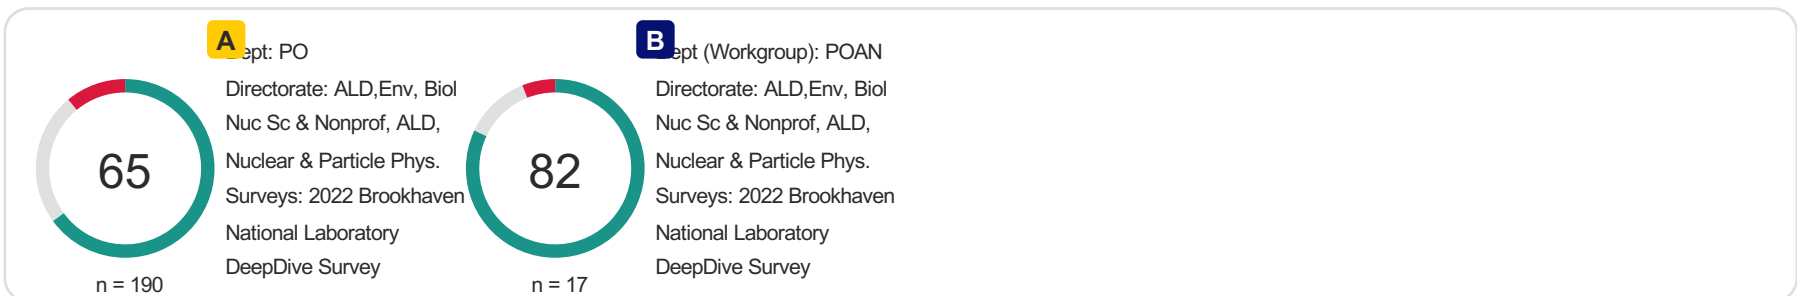 A
ept: PO
Directorate: ALD,Env, Biol
Nuc Sc & Nonprof, ALD,
Nuclear & Particle Phys.
Surveys: 2022 Brookhaven
National Laboratory
DeepDive Survey
65
n = 190
B
ept (Workgroup): POAN
Directorate: ALD,Env, Biol
Nuc Sc & Nonprof, ALD,
Nuclear & Particle Phys.
Surveys: 2022 Brookhaven
National Laboratory
DeepDive Survey
82
n = 17